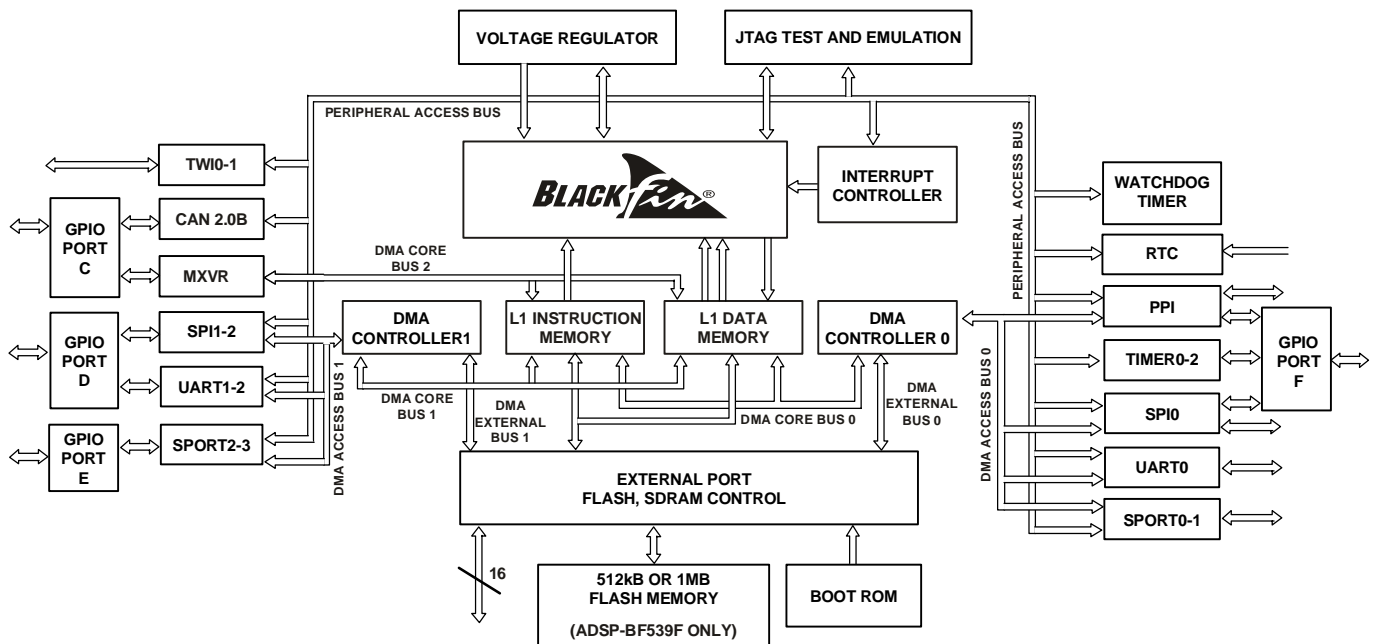 VOLTAGE REGULATOR
JTAG TEST AND EMULATION
PERIPHERAL ACCESS BUS
TWI0-1
CAN 2.0B
MXVR
GPIO
PORT
C
SPI1-2
UART1-2
GPIO
PORT
D
SPORT2-3
GPIO
PORT
E
BLACKfin®
INTERRUPT
CONTROLLER
PERIPHERAL ACCESS BUS
WATCHDOG
TIMER
RTC
PPI
TIMER0-2
SPI0
UART0
SPORT0-1
GPIO
PORT
F
DMA CORE
BUS 2
DMA
CONTROLLER1
L1 INSTRUCTION
MEMORY
L1 DATA
MEMORY
DMA
CONTROLLER 0
DMA ACCESS BUS 1
DMA CORE
BUS 1
DMA
EXTERNAL
BUS 1
DMA CORE BUS 0
DMA
EXTERNAL
BUS 0
DMA ACCESS BUS 0
EXTERNAL PORT
FLASH, SDRAM CONTROL
16
512kB OR 1MB
FLASH MEMORY
(ADSP-BF539F ONLY)
BOOT ROM